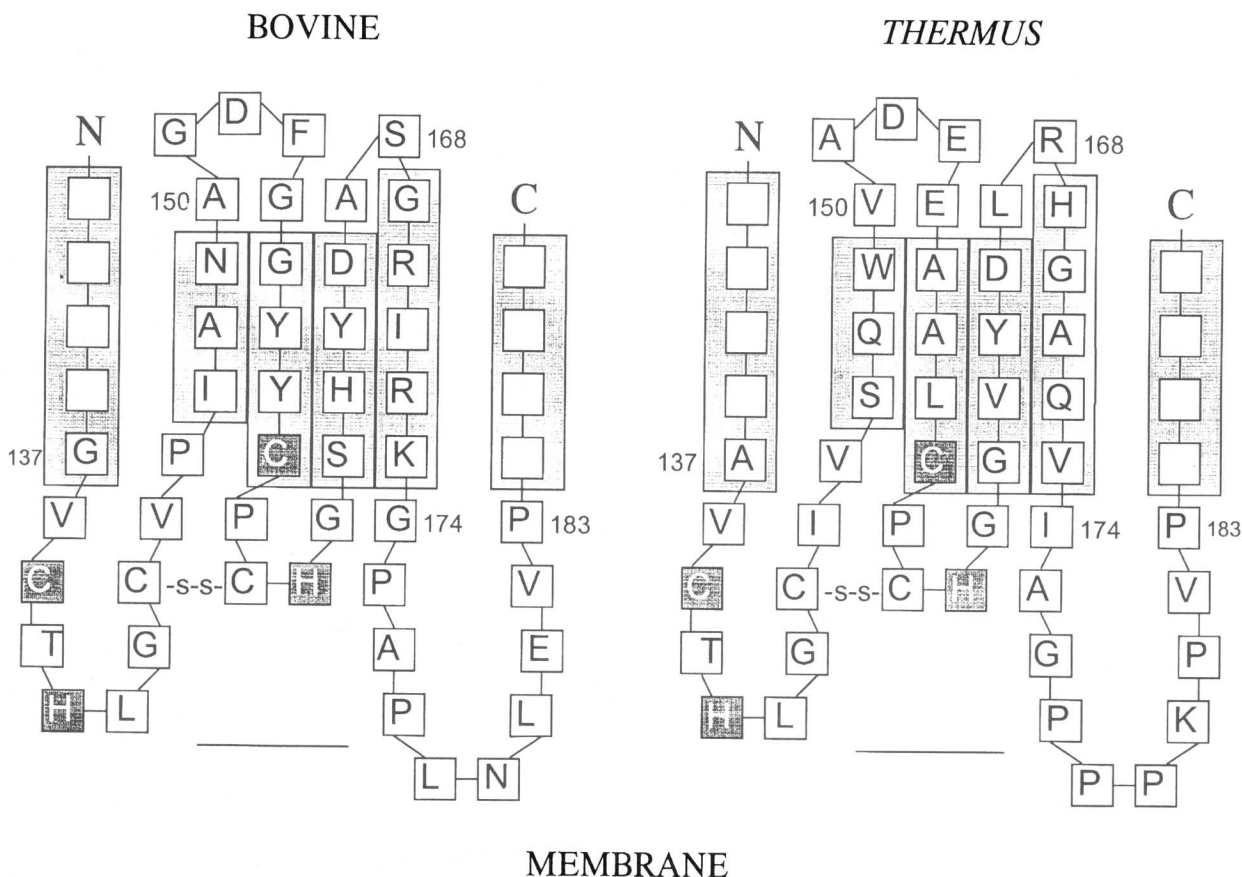 BOVINE THERMUS
D D
G F S 168 A E R 168
N N
150 A G A G C 150 V E L H C
N G D R W A D G
A Y Y I Q A Y A
I Y H R S L V Q
137 G P C S K 137 A V C G V
V V P G G 174 P 183 V I P G I 174 P 183
C C -S-S- C H P V C C -S-S- C H A V
T G A E T G G P
H L P L H L P K
L N P P
MEMBRANE